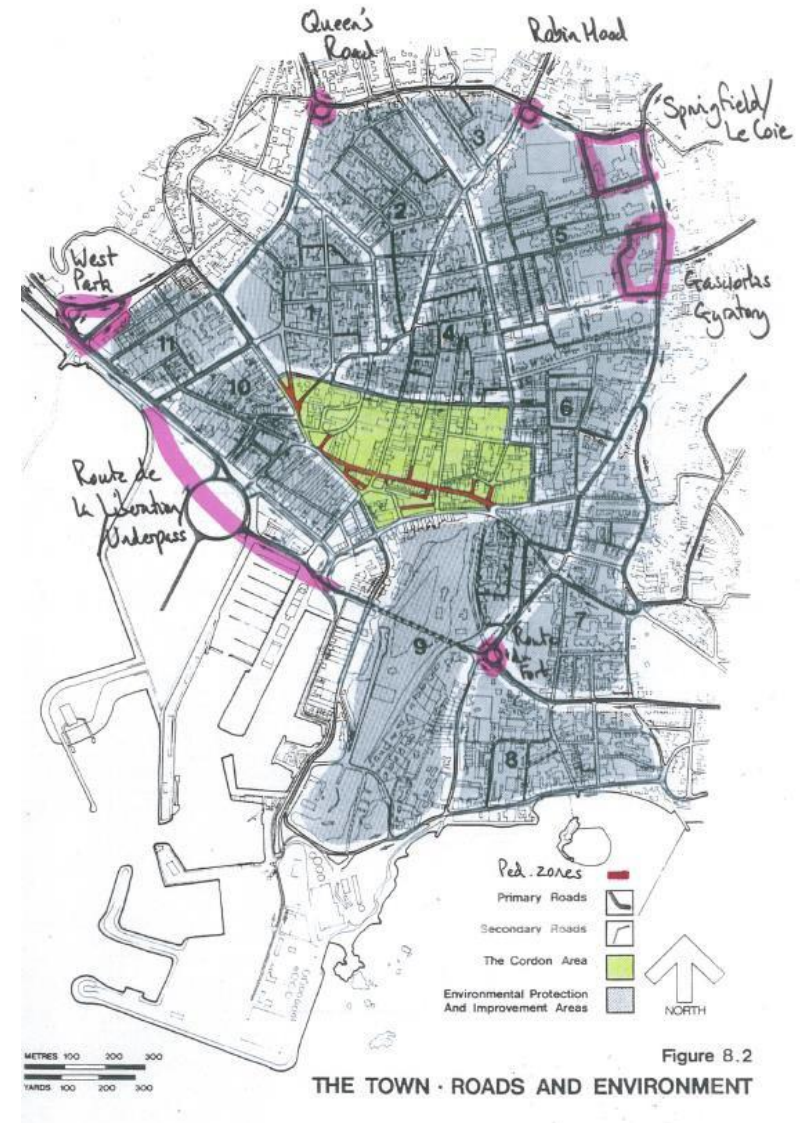 Queen's
Road
Robin Hood
Springfield/
Le Coie
West
Park
Gasworks
Gyratory
Route de
la Liberation
Underpass
Route
du
Fort
1
2
3
4
5
6
7
8
9
10
11
Ped. zones
Primary Roads
Secondary Roads
The Cordon Area
Environmental Protection
And Improvement Areas
NORTH
METRES 100 200 300
YARDS 100 200 300
Figure 8.2
THE TOWN · ROADS AND ENVIRONMENT